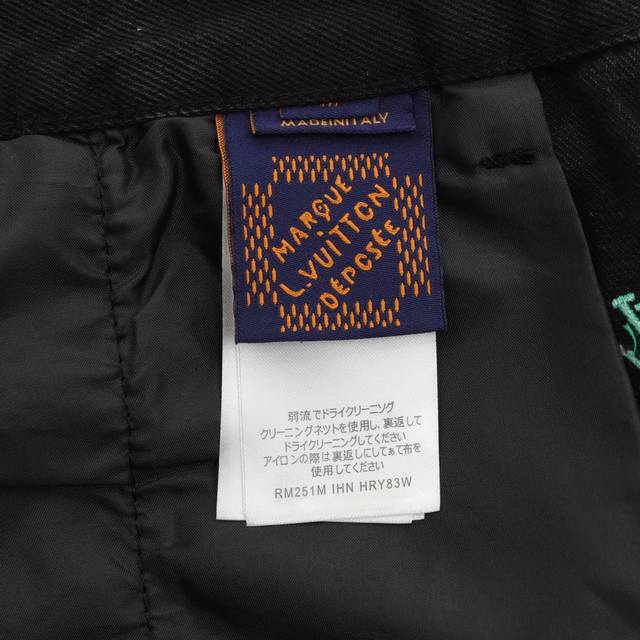 MADE IN ITALY
MARQUE
L.VUITTON
DÉPOSÉE
弱流でドライクリーニング
クリーニングネットを使用し、裏返して
ドライクリーニングしてください
アイロンの際は裏返しにしてあて布を
使用してください
RM251M IHN HRY83W